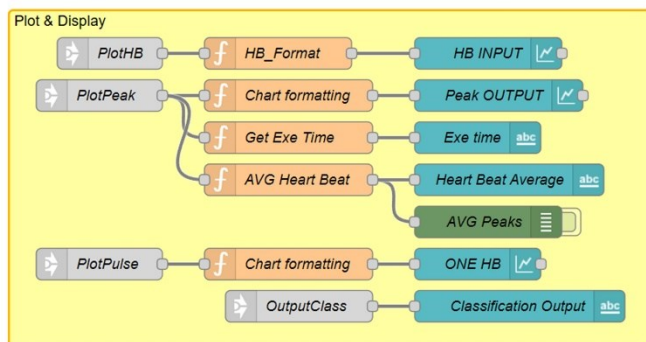 Plot & Display
PlotHB HB_Format HB INPUT
PlotPeak Chart formatting Peak OUTPUT
Get Exe Time Exe time abc
AVG Heart Beat Heart Beat Average abc
AVG Peaks
PlotPulse Chart formatting ONE HB
OutputClass Classification Output abc